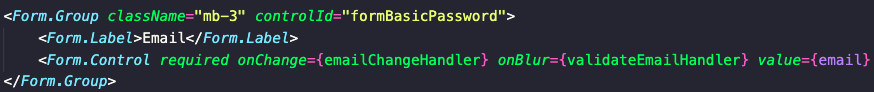 <Form.Group className="mb-3" controlId="formBasicPassword">
<Form.Label>Email</Form.Label>
<Form.Control required onChange={emailChangeHandler} onBlur={validateEmailHandler} value={email}
</Form.Group>